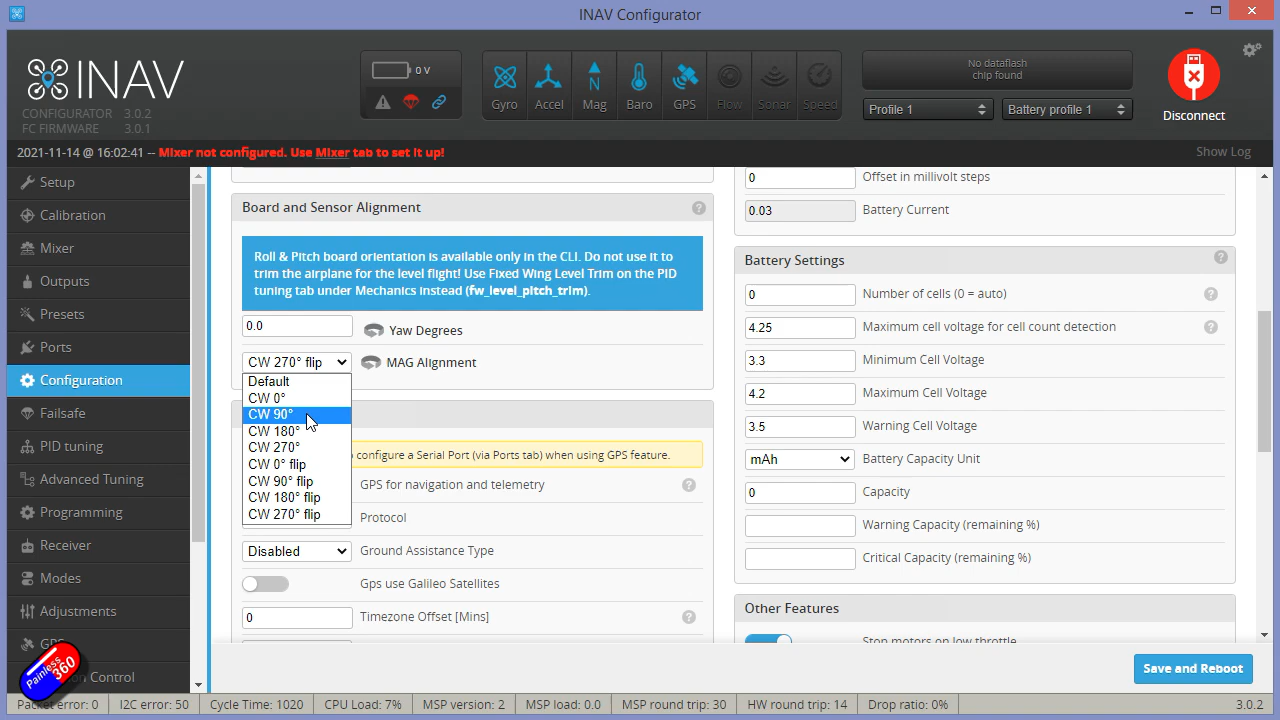 INAV Configurator
INAV
CONFIGURATOR 3.0.2
FC FIRMWARE 3.0.1
0 V
Gyro
Accel
Mag
Baro
GPS
Flow
Sonar
Speed
No dataflash
chip found
Profile 1
Battery profile 1
Disconnect
2021-11-14 @ 16:02:41 -- Mixer not configured. Use Mixer tab to set it up!
Show Log
Setup
Calibration
Mixer
Outputs
Presets
Ports
Configuration
Failsafe
PID tuning
Advanced Tuning
Programming
Receiver
Modes
Adjustments
GPS
Control
Painless
360
Board and Sensor Alignment
Roll & Pitch board orientation is available only in the CLI. Do not use it to
trim the airplane for the level flight! Use Fixed Wing Level Trim on the PID
tuning tab under Mechanics instead (fw_level_pitch_trim).
0.0
Yaw Degrees
CW 270° flip
MAG Alignment
Default
CW 0°
CW 90°
CW 180°
CW 270°
CW 0° flip
CW 90° flip
CW 180° flip
CW 270° flip
configure a Serial Port (via Ports tab) when using GPS feature.
GPS for navigation and telemetry
Protocol
Disabled
Ground Assistance Type
Gps use Galileo Satellites
0
Timezone Offset [Mins]
0
Offset in millivolt steps
0.03
Battery Current
Battery Settings
0
Number of cells (0 = auto)
4.25
Maximum cell voltage for cell count detection
3.3
Minimum Cell Voltage
4.2
Maximum Cell Voltage
3.5
Warning Cell Voltage
mAh
Battery Capacity Unit
0
Capacity
Warning Capacity (remaining %)
Critical Capacity (remaining %)
Other Features
Stop motors on low throttle
Save and Reboot
Packet error: 0
I2C error: 50
Cycle Time: 1020
CPU Load: 7%
MSP version: 2
MSP load: 0.0
MSP round trip: 30
HW round trip: 14
Drop ratio: 0%
3.0.2